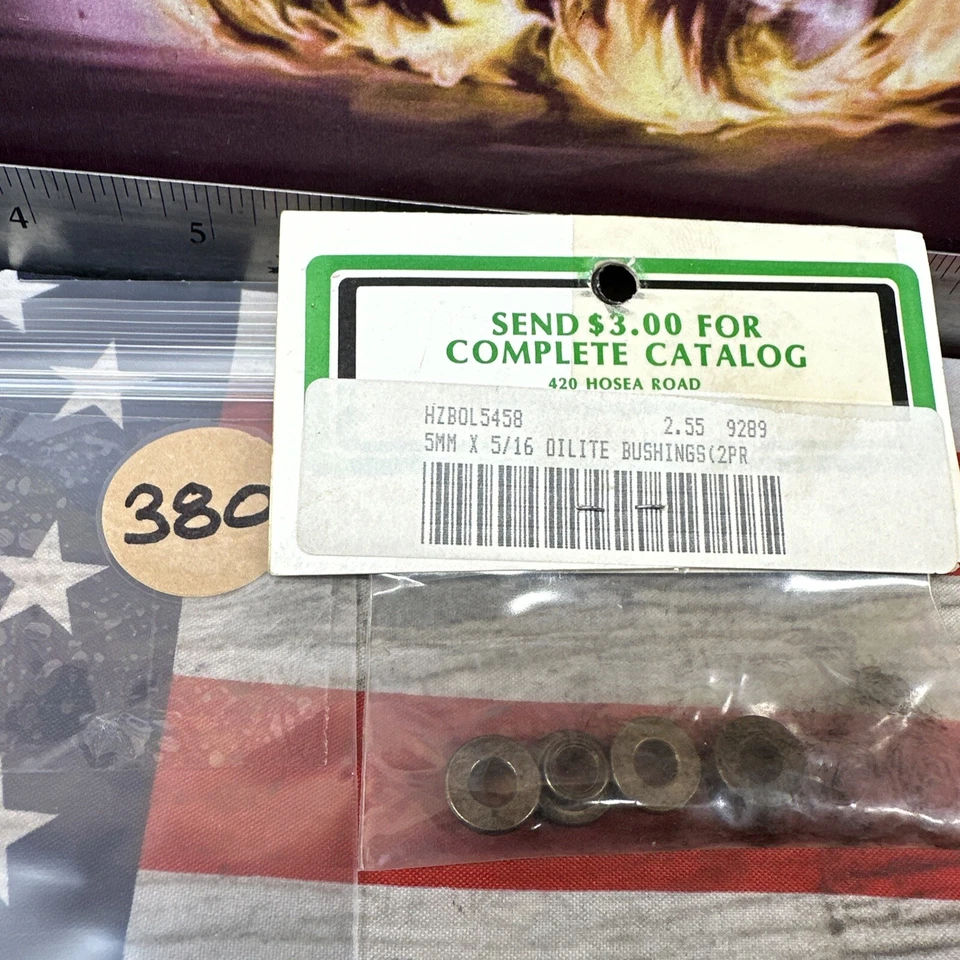 4 5
SEND $3.00 FOR
COMPLETE CATALOG
420 HOSEA ROAD
HZBOL5458 2.55 9289
5MM X 5/16 OILITE BUSHINGS(2PR
380